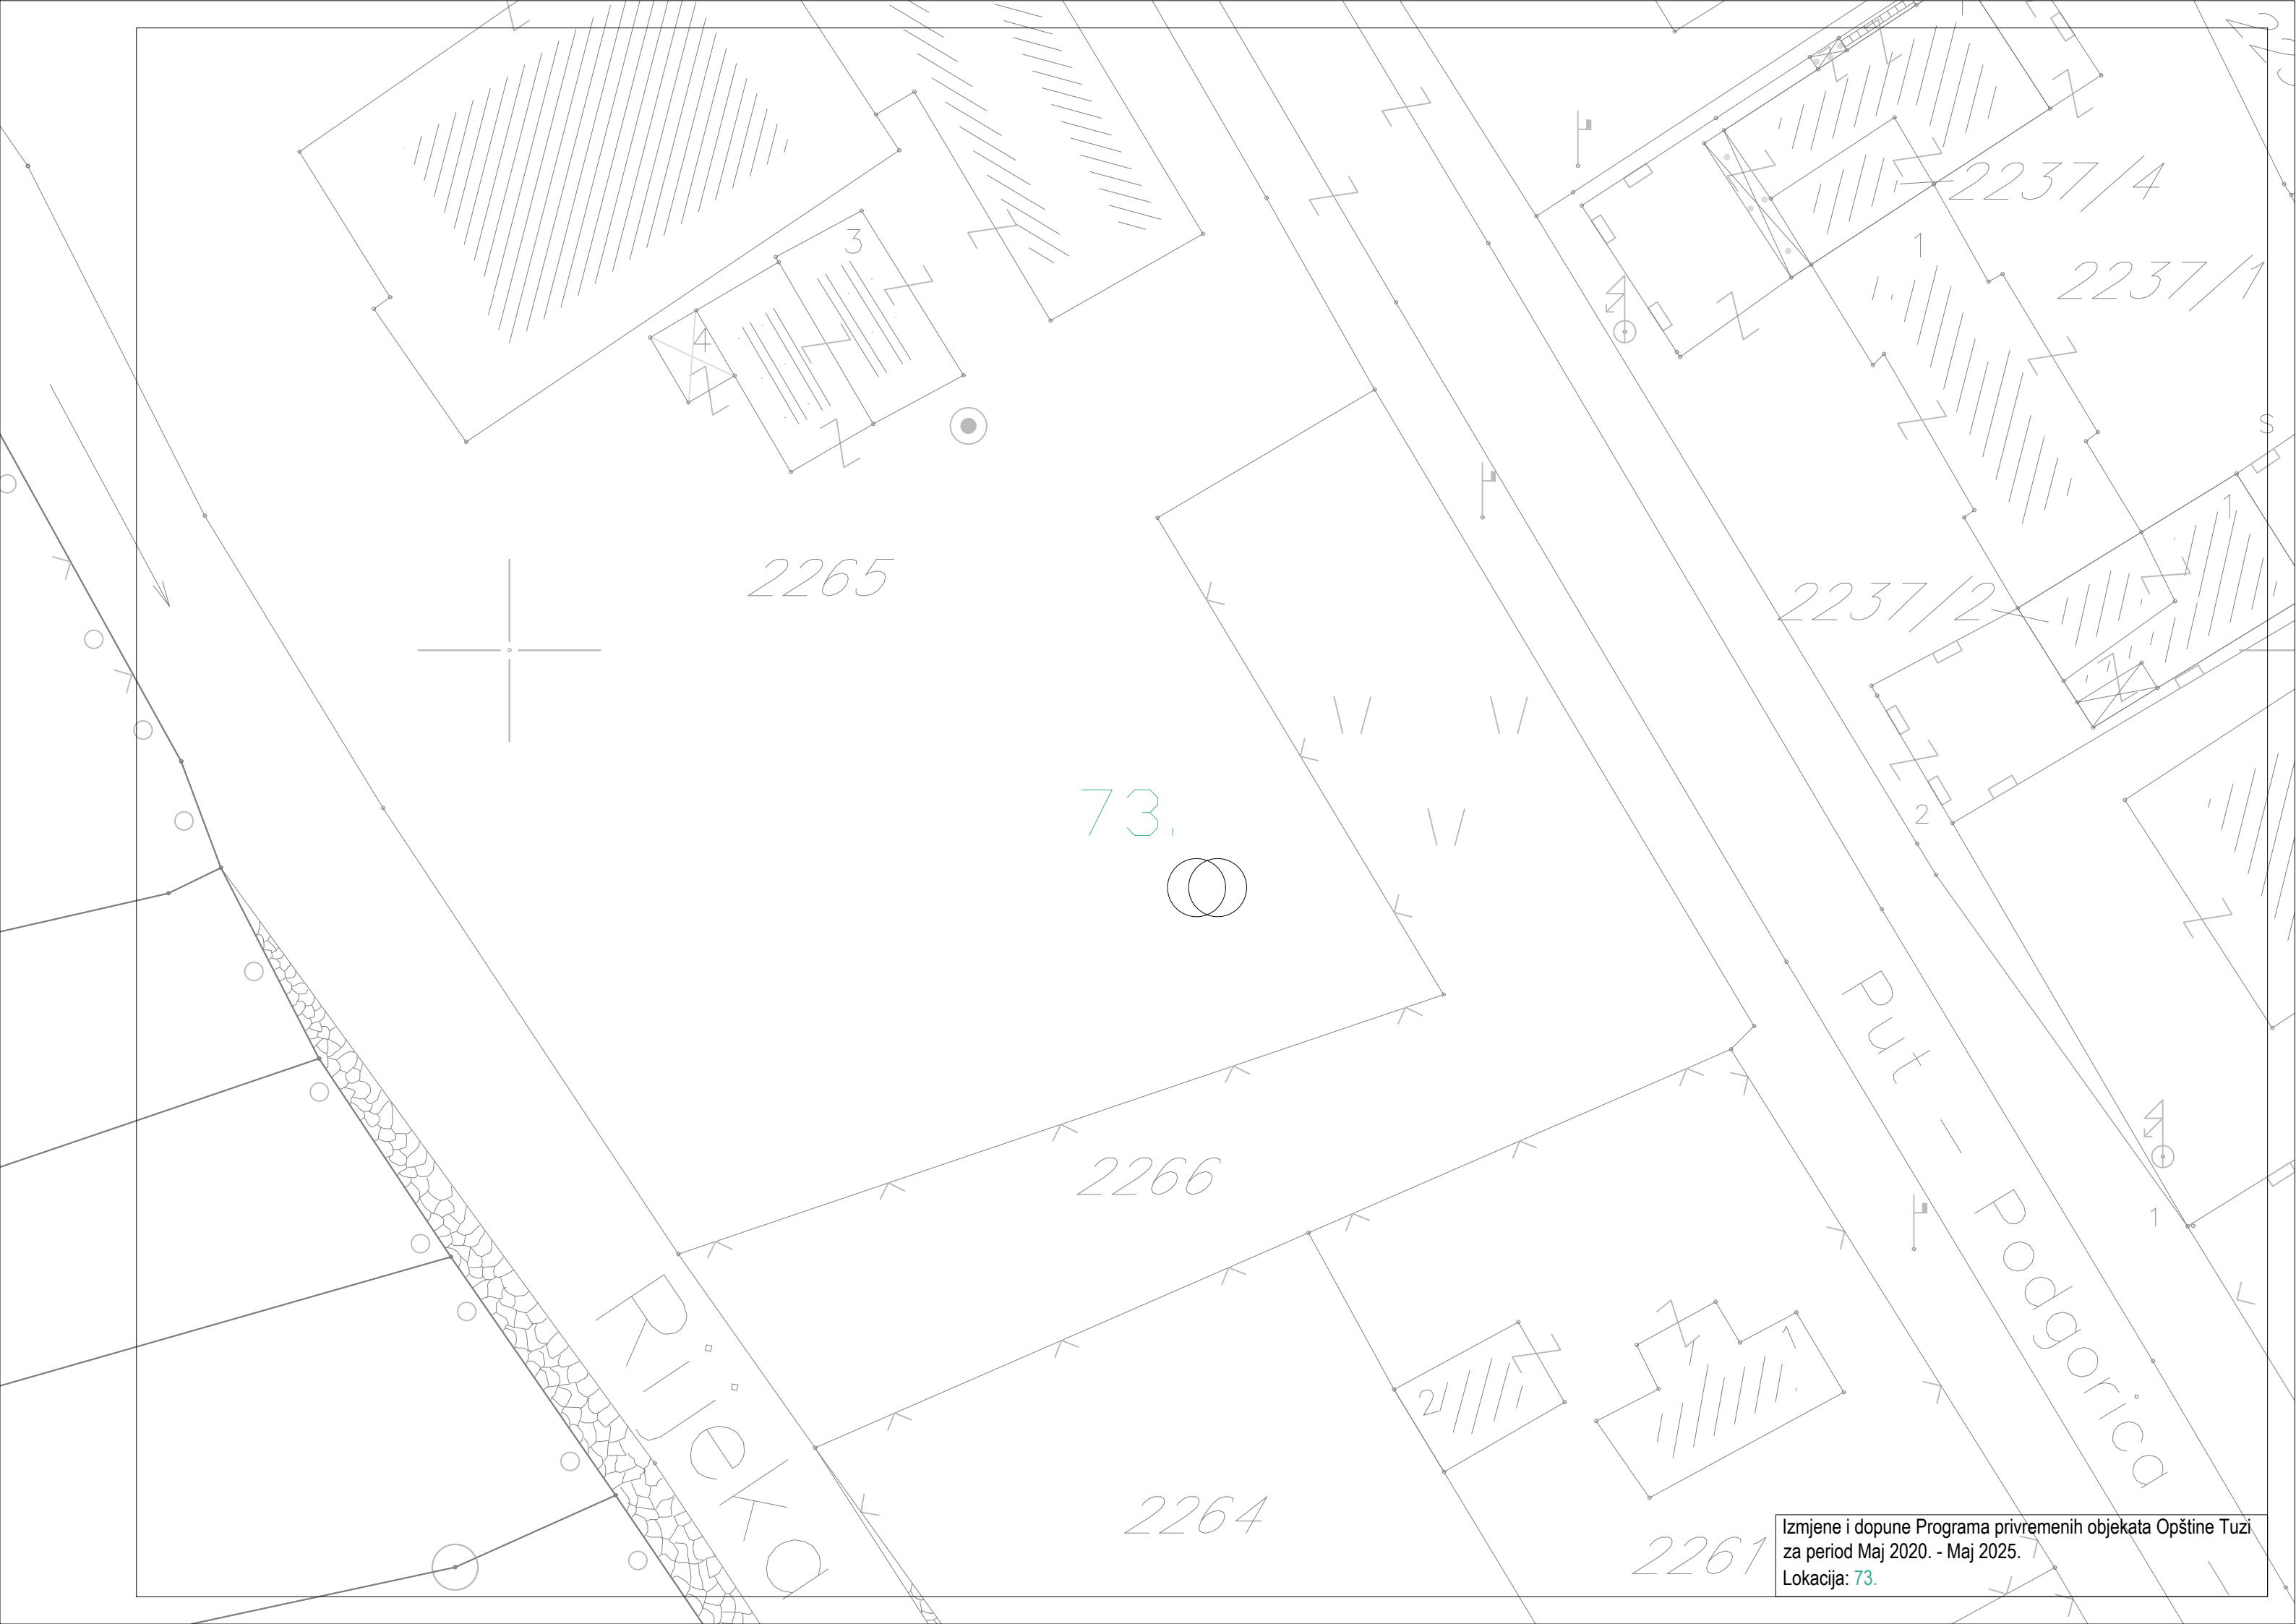 3
4
1
2237/4
2237/1
1
S
1
2265
2237/2
73.
2
2266
1
Rijeka
Put - Podgorica
2
1
2264
2261
Izmjene i dopune Programa privremenih objekata Opštine Tuzi
za period Maj 2020. - Maj 2025.
Lokacija: 73.